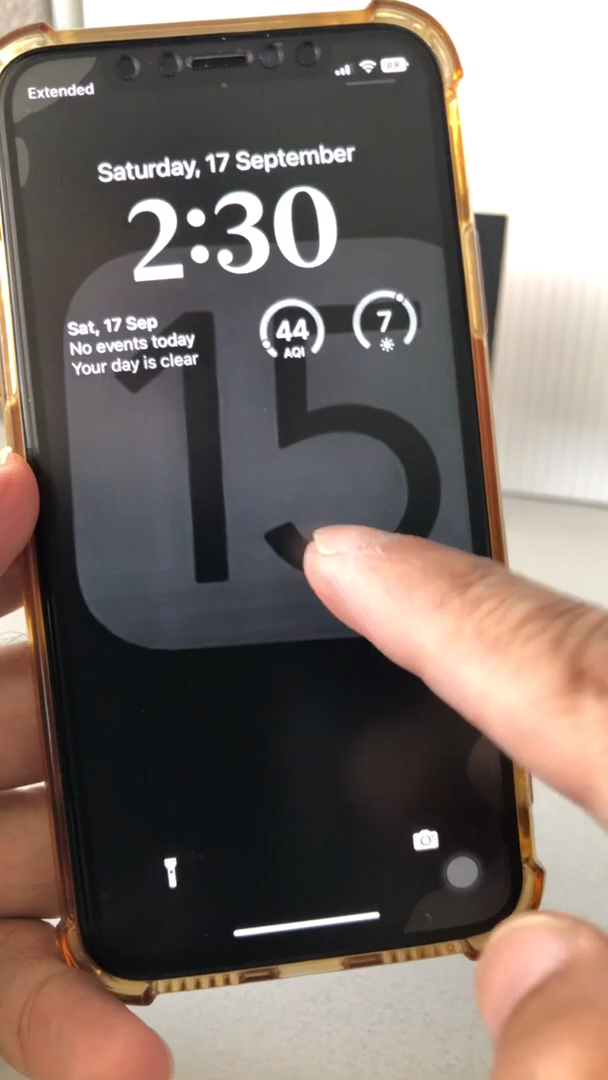 Extended
Saturday, 17 September
2:30
Sat, 17 Sep
No events today
Your day is clear
44
AQI
7
15